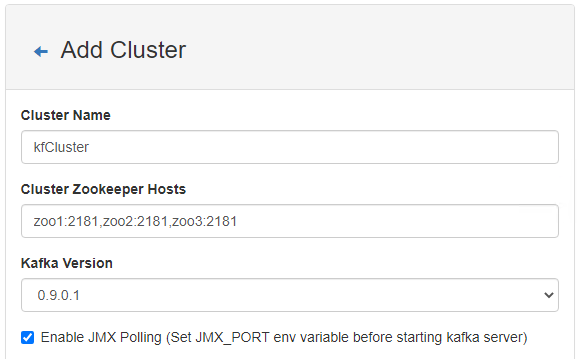 Add Cluster
Cluster Name
kfCluster
Cluster Zookeeper Hosts
zoo1:2181,zoo2:2181,zoo3:2181
Kafka Version
0.9.0.1
Enable JMX Polling (Set JMX_PORT env variable before starting kafka server)